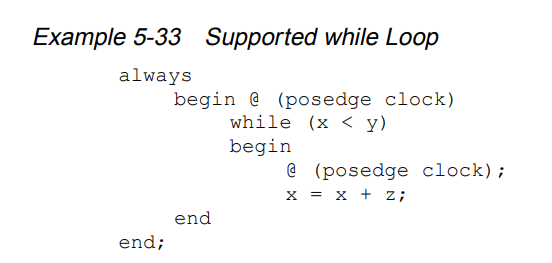 Example 5-33 Supported while Loop
always
begin @ (posedge clock)
while (x < y)
begin
@ (posedge clock);
x = x + z;
end
end;